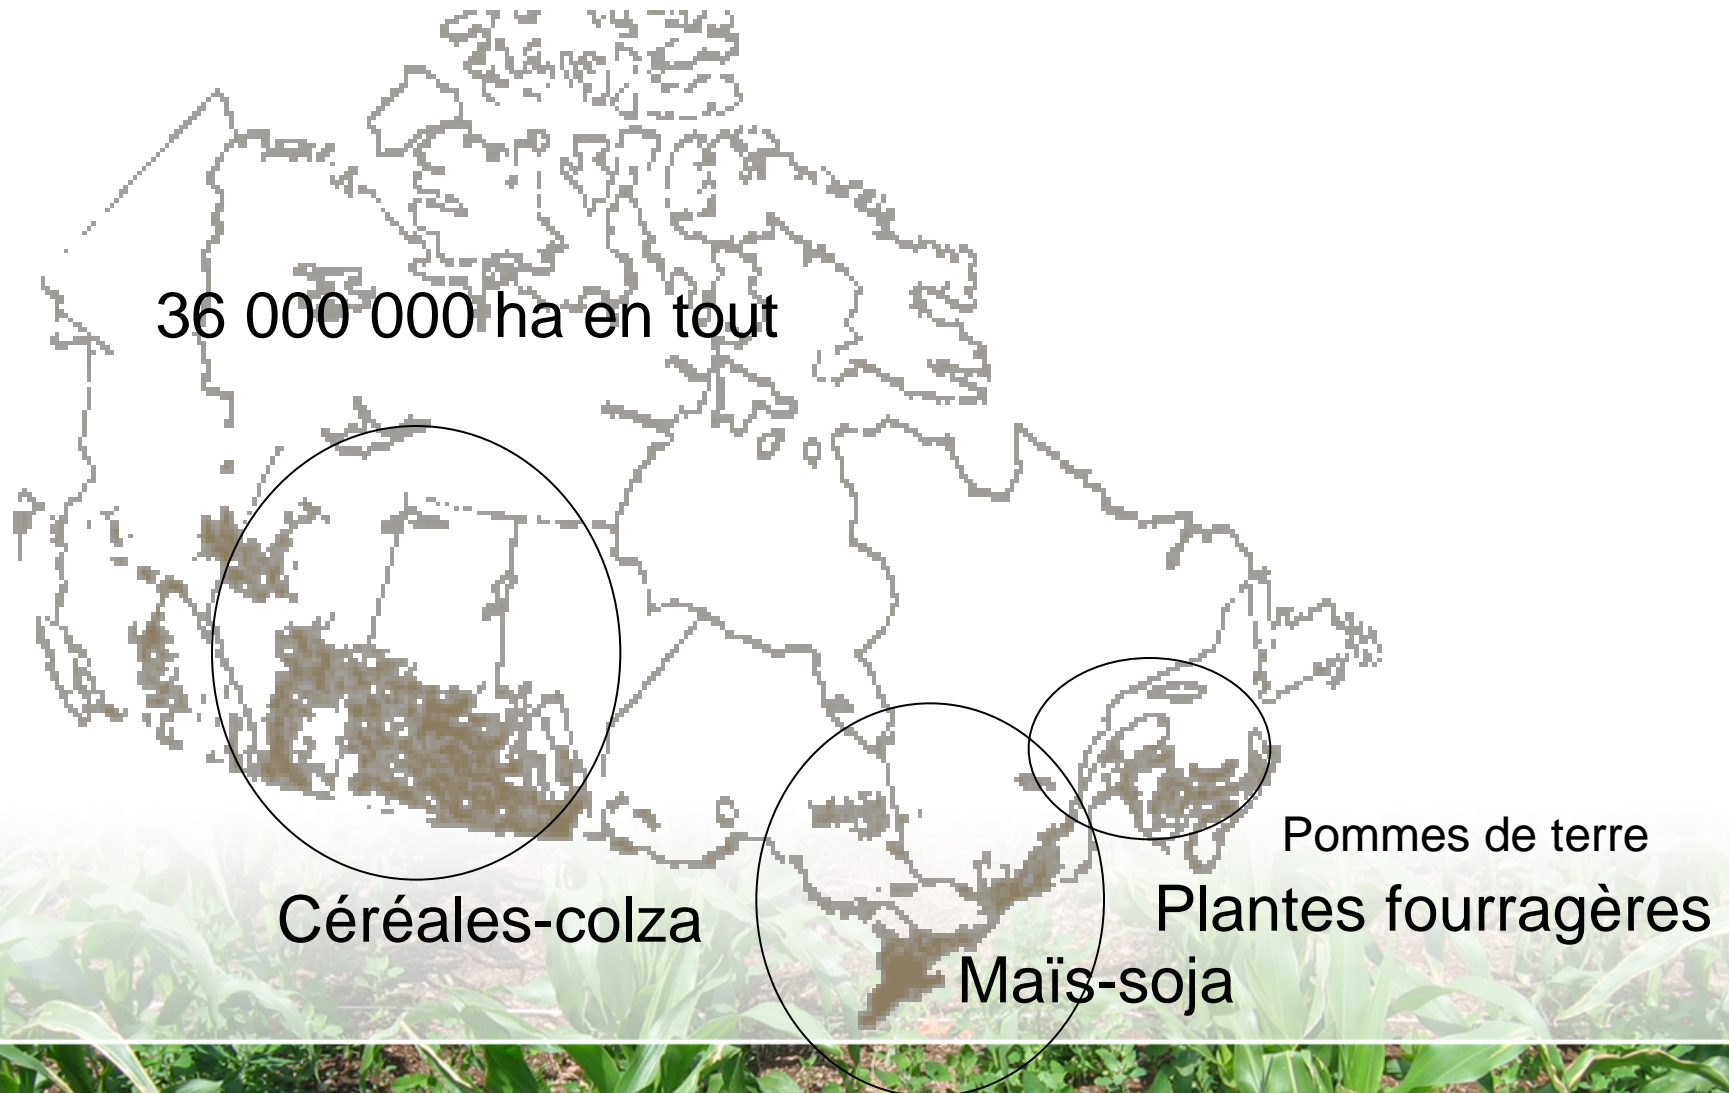 36 000 000 ha en tout
Pommes de terre
Céréales-colza
Plantes fourragères
Maïs-soja